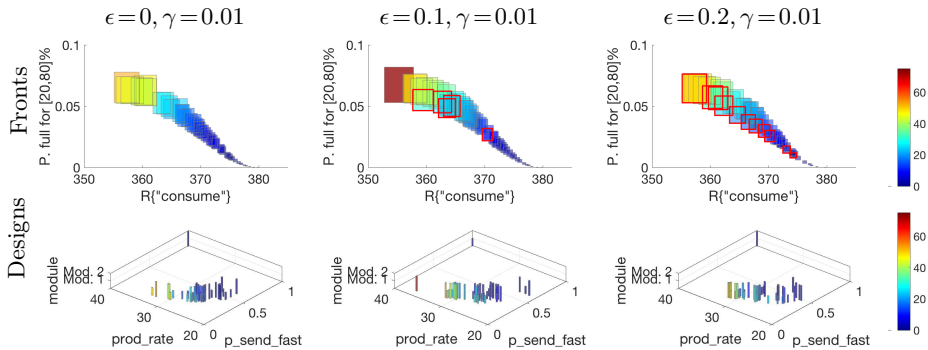 ϵ=0, γ=0.01
ϵ=0.1, γ=0.01
ϵ=0.2, γ=0.01
Fronts
P. full for [20,80]%
0.1
0.05
0
350 360 370 380
R{"consume"}
P. full for [20,80]%
0.1
0.05
0
350 360 370 380
R{"consume"}
P. full for [20,80]%
0.1
0.05
0
350 360 370 380
R{"consume"}
60
40
20
0
Designs
module
Mod. 2
Mod. 1
40
30
20
prod_rate
0
0.5
1
p_send_fast
module
Mod. 2
Mod. 1
40
30
20
prod_rate
0
0.5
1
p_send_fast
module
Mod. 2
Mod. 1
40
30
20
prod_rate
0
0.5
1
p_send_fast
60
40
20
0